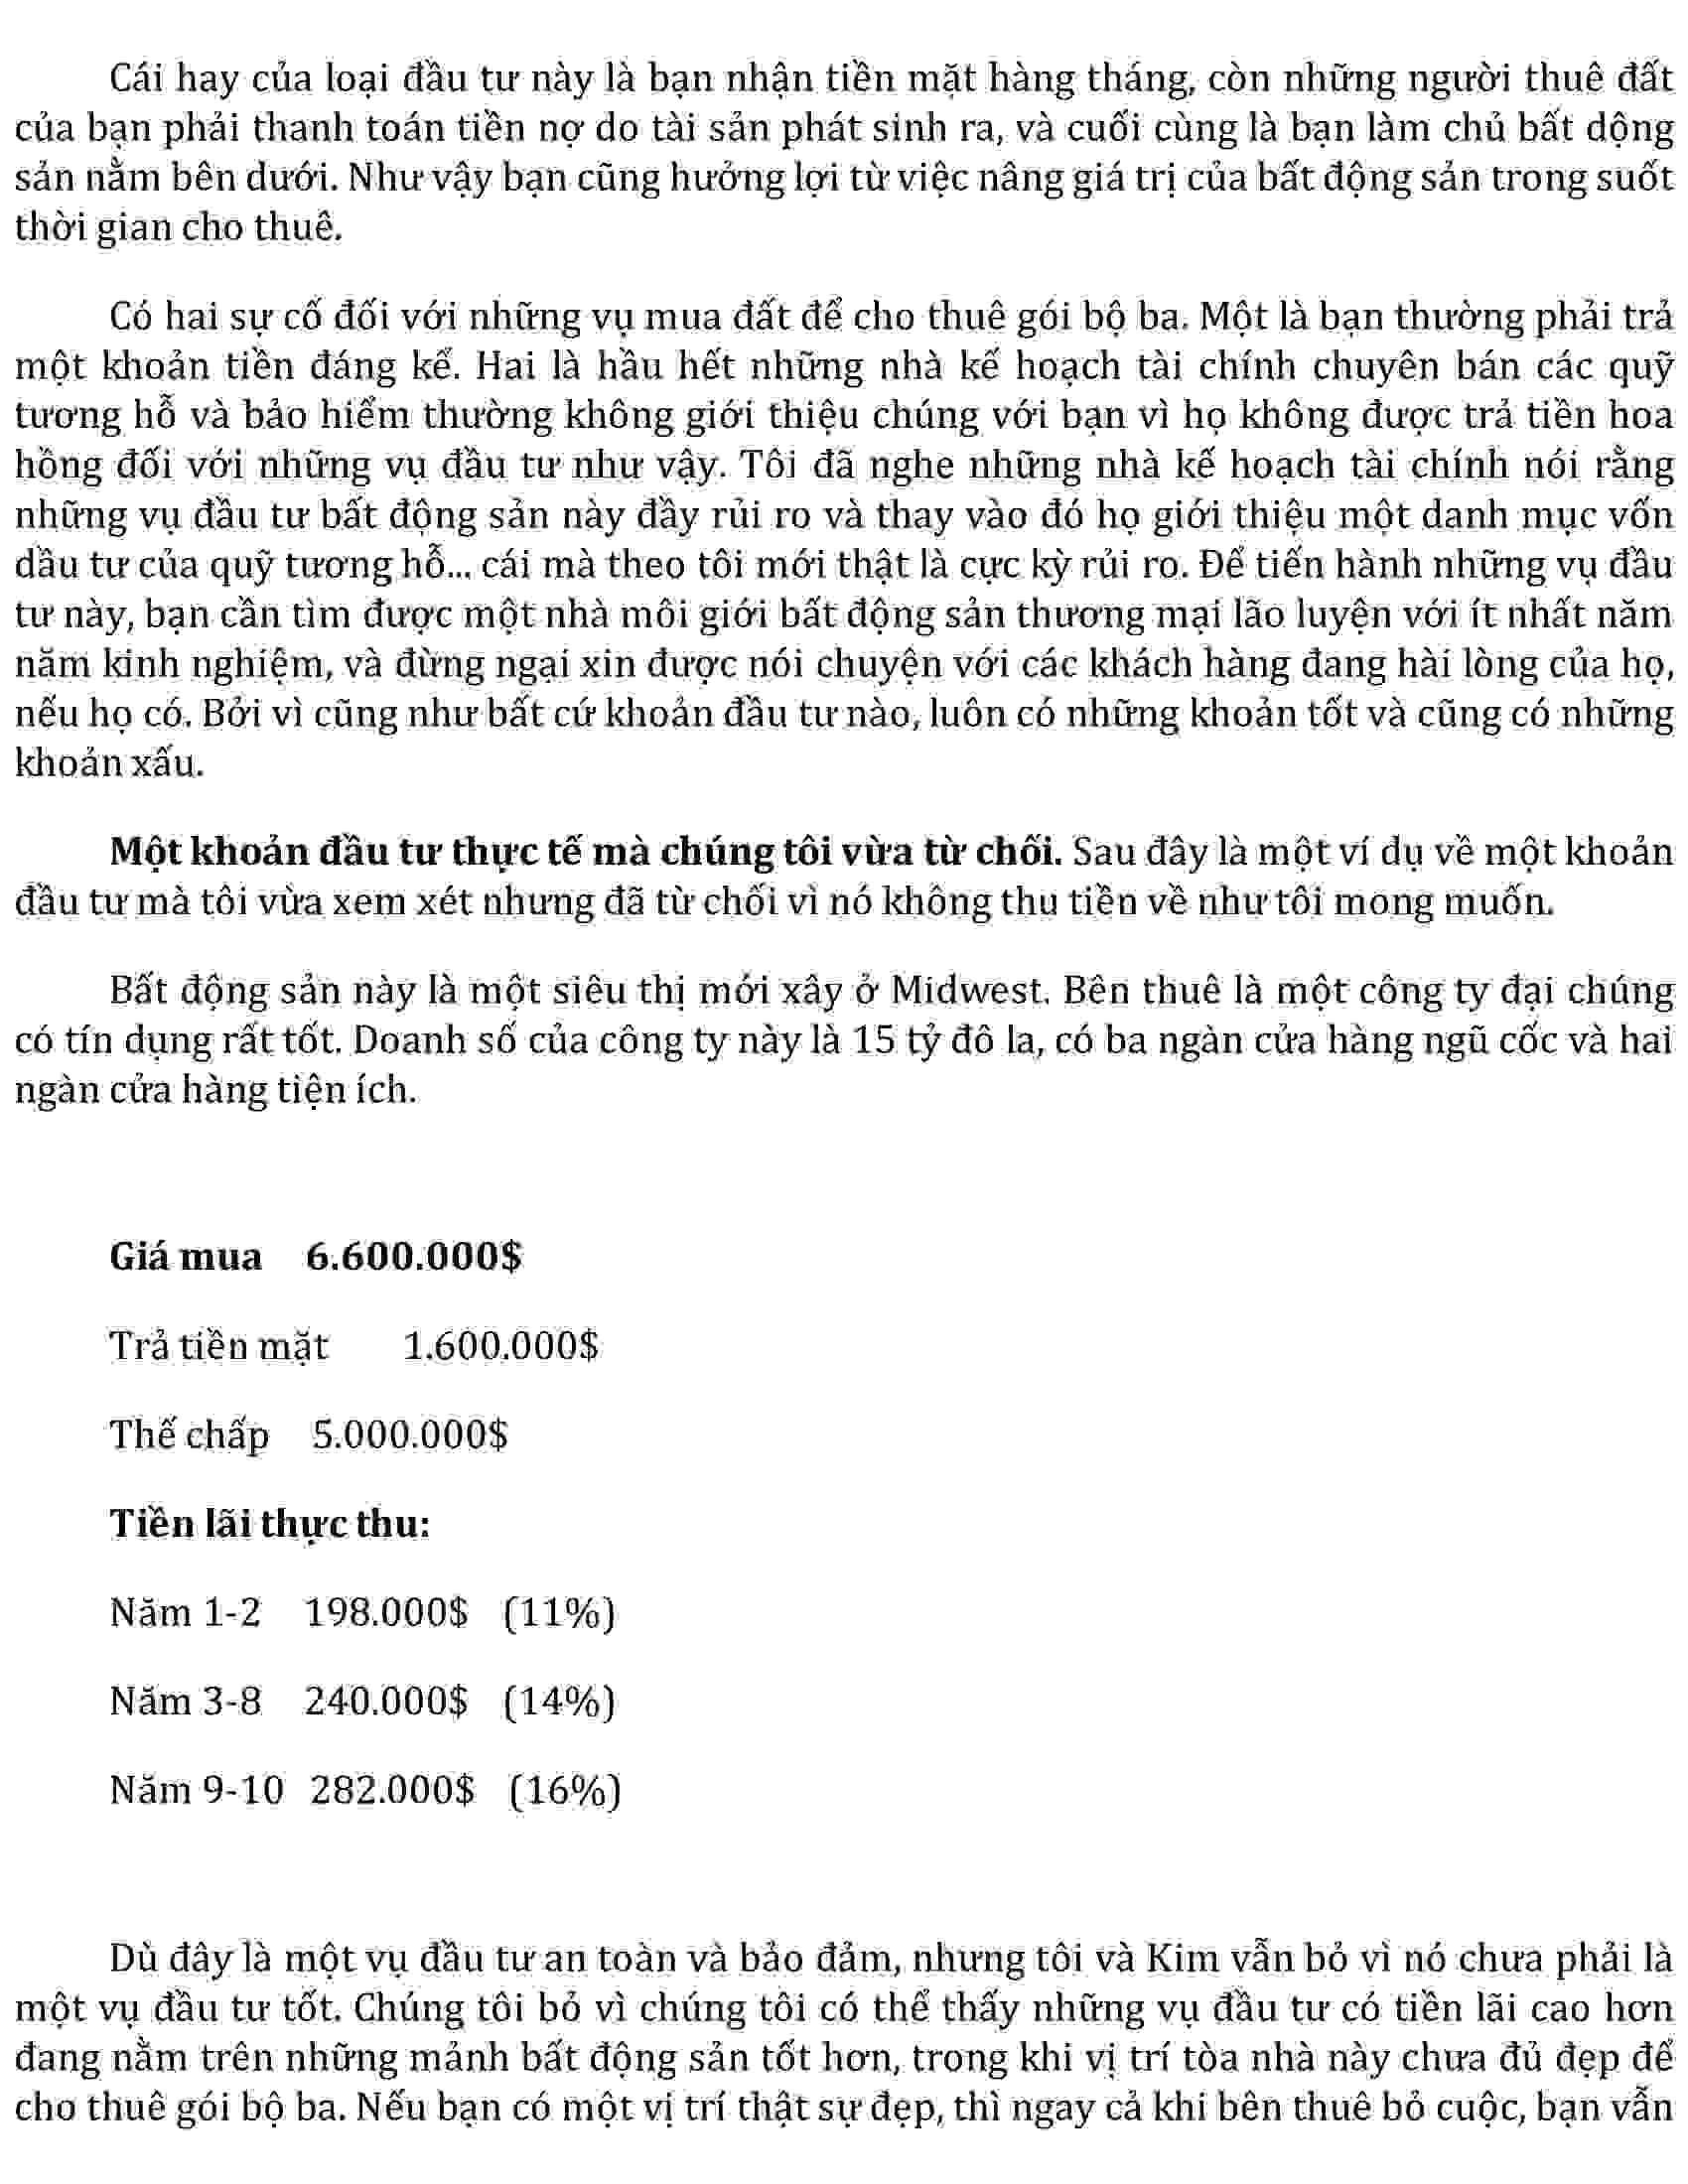 Cái hay của loại đầu tư này là bạn nhận tiền mặt hàng tháng, còn những người thuê đất
của bạn phải thanh toán tiền nợ do tài sản phát sinh ra, và cuối cùng là bạn làm chủ bất dộng
sản nằm bên dưới. Như vậy bạn cũng hưởng lợi từ việc nâng giá trị của bất động sản trong suốt
thời gian cho thuê.
Có hai sự cố đối với những vụ mua đất để cho thuê gói bộ ba. Một là bạn thường phải trả
một khoản tiền đáng kể. Hai là hầu hết những nhà kế hoạch tài chính chuyên bán các quỹ
tương hỗ và bảo hiểm thường không giới thiệu chúng với bạn vì họ không được trả tiền hoa
hồng đối với những vụ đầu tư như vậy. Tôi đã nghe những nhà kế hoạch tài chính nói rằng
những vụ đầu tư bất động sản này đầy rủi ro và thay vào đó họ giới thiệu một danh mục vốn
dầu tư của quỹ tương hỗ... cái mà theo tôi mới thật là cực kỳ rủi ro. Để tiến hành những vụ đầu
tư này, bạn cần tìm được một nhà môi giới bất động sản thương mại lão luyện với ít nhất năm
năm kinh nghiệm, và đừng ngại xin được nói chuyện với các khách hàng đang hài lòng của họ,
nếu họ có. Bởi vì cũng như bất cứ khoản đầu tư nào, luôn có những khoản tốt và cũng có những
khoản xấu.
Một khoản đầu tư thực tế mà chúng tôi vừa từ chối. Sau đây là một ví dụ về một khoản
đầu tư mà tôi vừa xem xét nhưng đã từ chối vì nó không thu tiền về như tôi mong muốn.
Bất động sản này là một siêu thị mới xây ở Midwest. Bên thuê là một công ty đại chúng
có tín dụng rất tốt. Doanh số của công ty này là 15 tỷ đô la, có ba ngàn cửa hàng ngũ cốc và hai
ngàn cửa hàng tiện ích.
Giá mua 6.600.000$
Trả tiền mặt 1.600.000$
Thế chấp 5.000.000$
Tiền lãi thực thu:
Năm 1-2 198.000$ (11%)
Năm 3-8 240.000$ (14%)
Năm 9-10 282.000$ (16%)
Dù đây là một vụ đầu tư an toàn và bảo đảm, nhưng tôi và Kim vẫn bỏ vì nó chưa phải là
một vụ đầu tư tốt. Chúng tôi bỏ vì chúng tôi có thể thấy những vụ đầu tư có tiền lãi cao hơn
đang nằm trên những mảnh bất động sản tốt hơn, trong khi vị trí tòa nhà này chưa đủ đẹp để
cho thuê gói bộ ba. Nếu bạn có một vị trí thật sự đẹp, thì ngay cả khi bên thuê bỏ cuộc, bạn vẫn